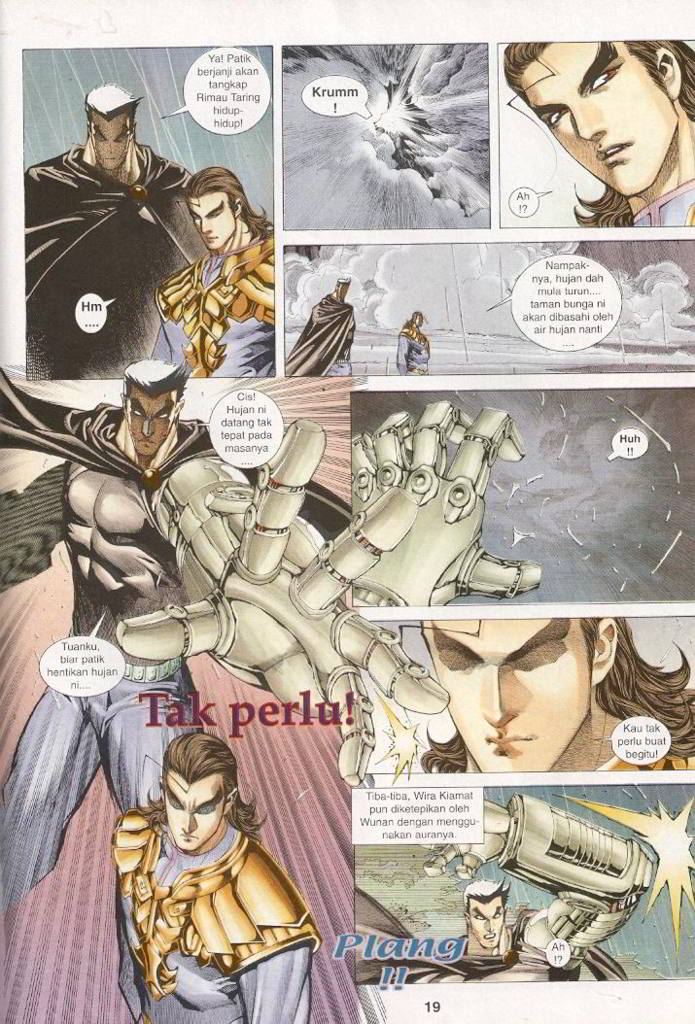 Ya! Patik
berjanji akan
tangkap
Rimau Taring
hidup-
hidup!
Hm
....
Krumm
!
Ah
!?
Nampak-
nya, hujan dah
mula turun....
taman bunga ni
akan dibasahi oleh
air hujan nanti
....
Cis!
Hujan ni
datang tak
tepat pada
masanya
....
Huh
!!
Tuanku,
biar patik
hentikan hujan
ni....
Tak perlu!
Kau tak
perlu buat
begitu!
Tiba-tiba, Wira Kiamat
pun diketepikan oleh
Wunan dengan menggu-
nakan auranya.
Plang
!!
Ah
!?
19